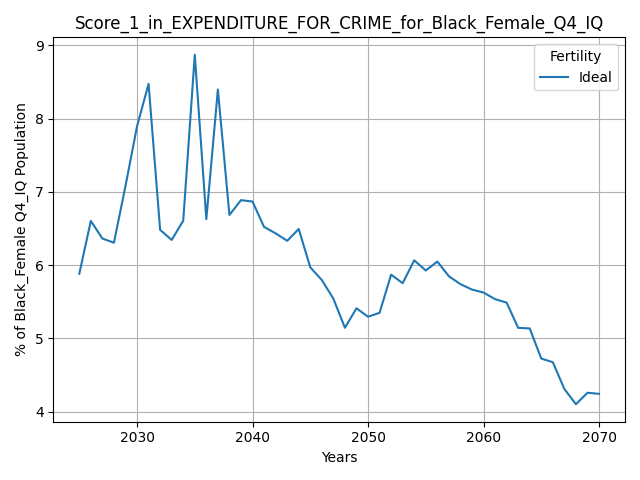 Score_1_in_EXPENDITURE_FOR_CRIME_for_Black_Female_Q4_IQ
Fertility
Ideal
% of Black_Female Q4_IQ Population
9
8
7
6
5
4
2030 2040 2050 2060 2070
Years